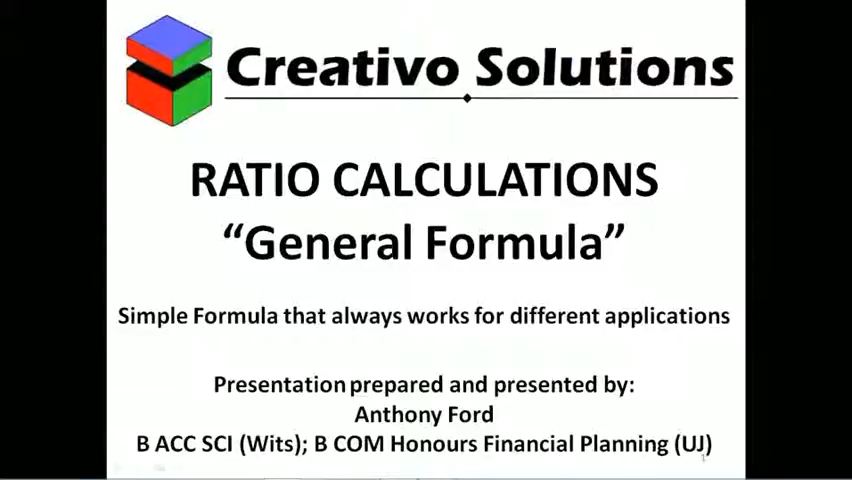 Creativo Solutions
RATIO CALCULATIONS
“General Formula”
Simple Formula that always works for different applications
Presentation prepared and presented by:
Anthony Ford
B ACC SCI (Wits); B COM Honours Financial Planning (UJ)
1